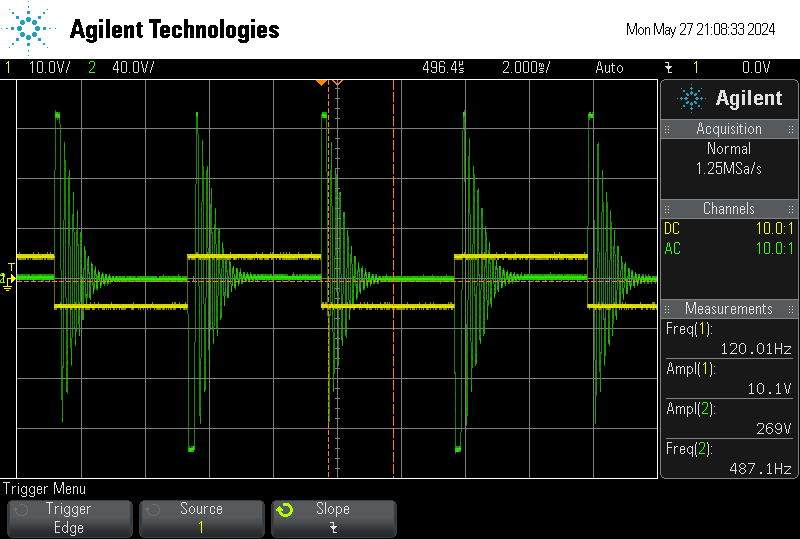 Agilent Technologies
Mon May 27 21:08:33 2024
1 10.0V/ 2 40.0V/ 496.4µs 2.000ms/ Auto 1 0.0V
Agilent
Acquisition
Normal
1.25MSa/s
Channels
DC 10.0:1
AC 10.0:1
Measurements
Freq(1):
120.01Hz
Ampl(1):
10.1V
Ampl(2):
269V
Freq(2):
487.1Hz
T
2
Trigger Menu
Trigger
Edge
Source
1
Slope